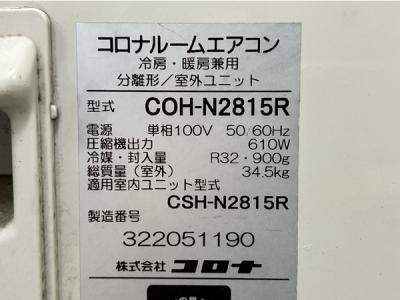 コロナルームエアコン
冷房・暖房兼用
分離形/室外ユニット
型式 COH-N2815R
電源 単相100V 50/60Hz
圧縮機出力 610W
冷媒・封入量 R32・900g
総質量(室外) 34.5kg
適用室内ユニット型式
CSH-N2815R
製造番号
322051190
株式会社 コロナ